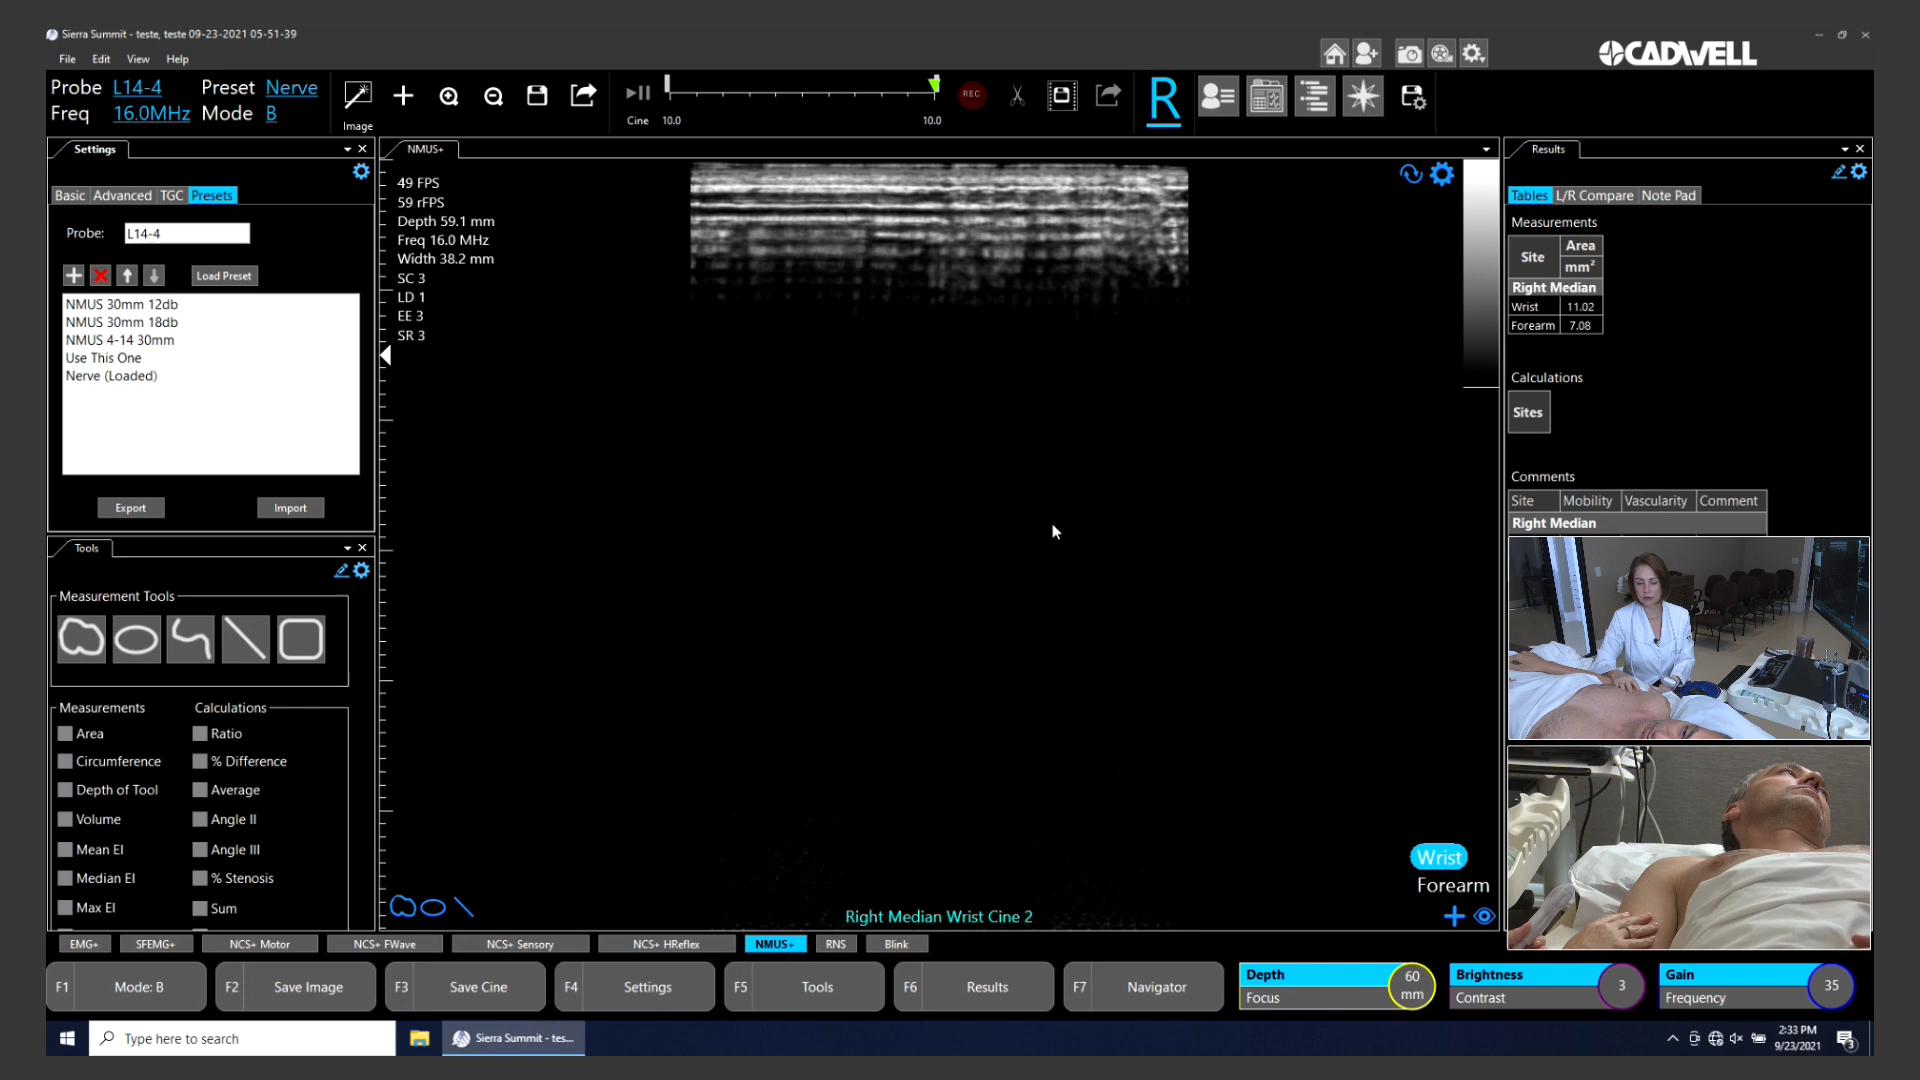 Sierra Summit - teste, teste 09-23-2021 05-51-39
File Edit View Help
CADWELL
Probe L14-4 Preset Nerve
Freq 16.0MHz Mode B
Image
REC
Cine 10.0 10.0
R
Settings
Basic Advanced TGC Presets
Probe: L14-4
Load Preset
NMUS 30mm 12db
NMUS 30mm 18db
NMUS 4-14 30mm
Use This One
Nerve (Loaded)
Export Import
Tools
Measurement Tools
Measurements Calculations
Area Ratio
Circumference % Difference
Depth of Tool Average
Volume Angle II
Mean EI Angle III
Median EI % Stenosis
Max EI Sum
NMUS+
49 FPS
59 rFPS
Depth 59.1 mm
Freq 16.0 MHz
Width 38.2 mm
SC 3
LD 1
EE 3
SR 3
Wrist
Forearm
Right Median Wrist Cine 2
Results
Tables L/R Compare Note Pad
Measurements
Site Area
mm²
Right Median
Wrist 11.02
Forearm 7.08
Calculations
Sites
Comments
Site Mobility Vascularity Comment
Right Median
EMG+ SFEMG+ NCS+ Motor NCS+ FWave NCS+ Sensory NCS+ HReflex NMUS+ RNS Blink
F1 Mode: B F2 Save Image F3 Save Cine F4 Settings F5 Tools F6 Results F7 Navigator
Depth 60 mm
Focus
Brightness 3
Contrast
Gain 35
Frequency
Type here to search
Sierra Summit - tes...
2:33 PM
9/23/2021
3